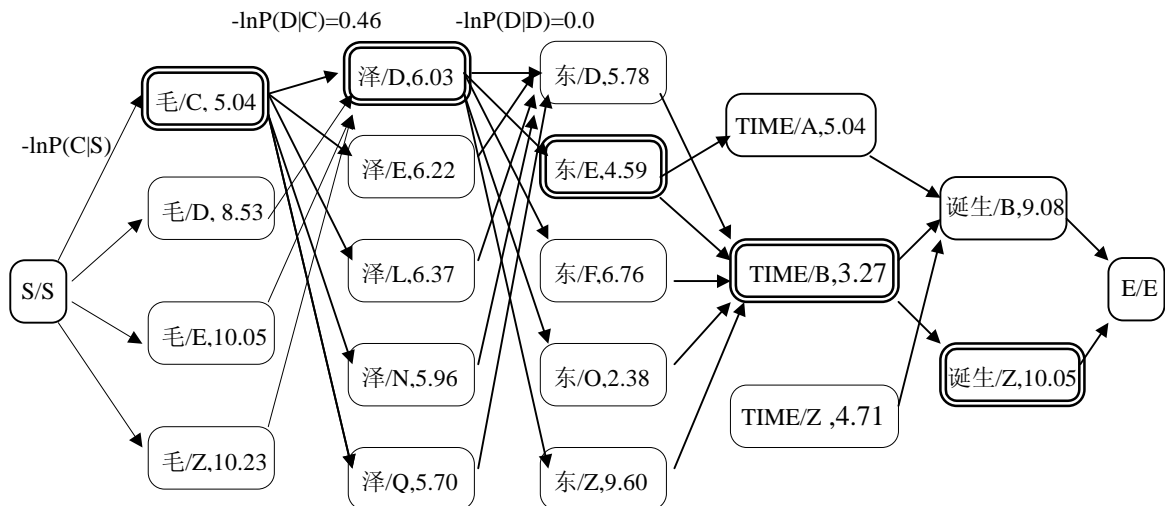 -lnP(D|C)=0.46
-lnP(D|D)=0.0
-lnP(C|S)
S/S
毛/C, 5.04
毛/D, 8.53
毛/E,10.05
毛/Z,10.23
泽/D,6.03
泽/E,6.22
泽/L,6.37
泽/N,5.96
泽/Q,5.70
东/D,5.78
东/E,4.59
东/F,6.76
东/O,2.38
东/Z,9.60
TIME/A,5.04
TIME/B,3.27
TIME/Z ,4.71
诞生/B,9.08
诞生/Z,10.05
E/E